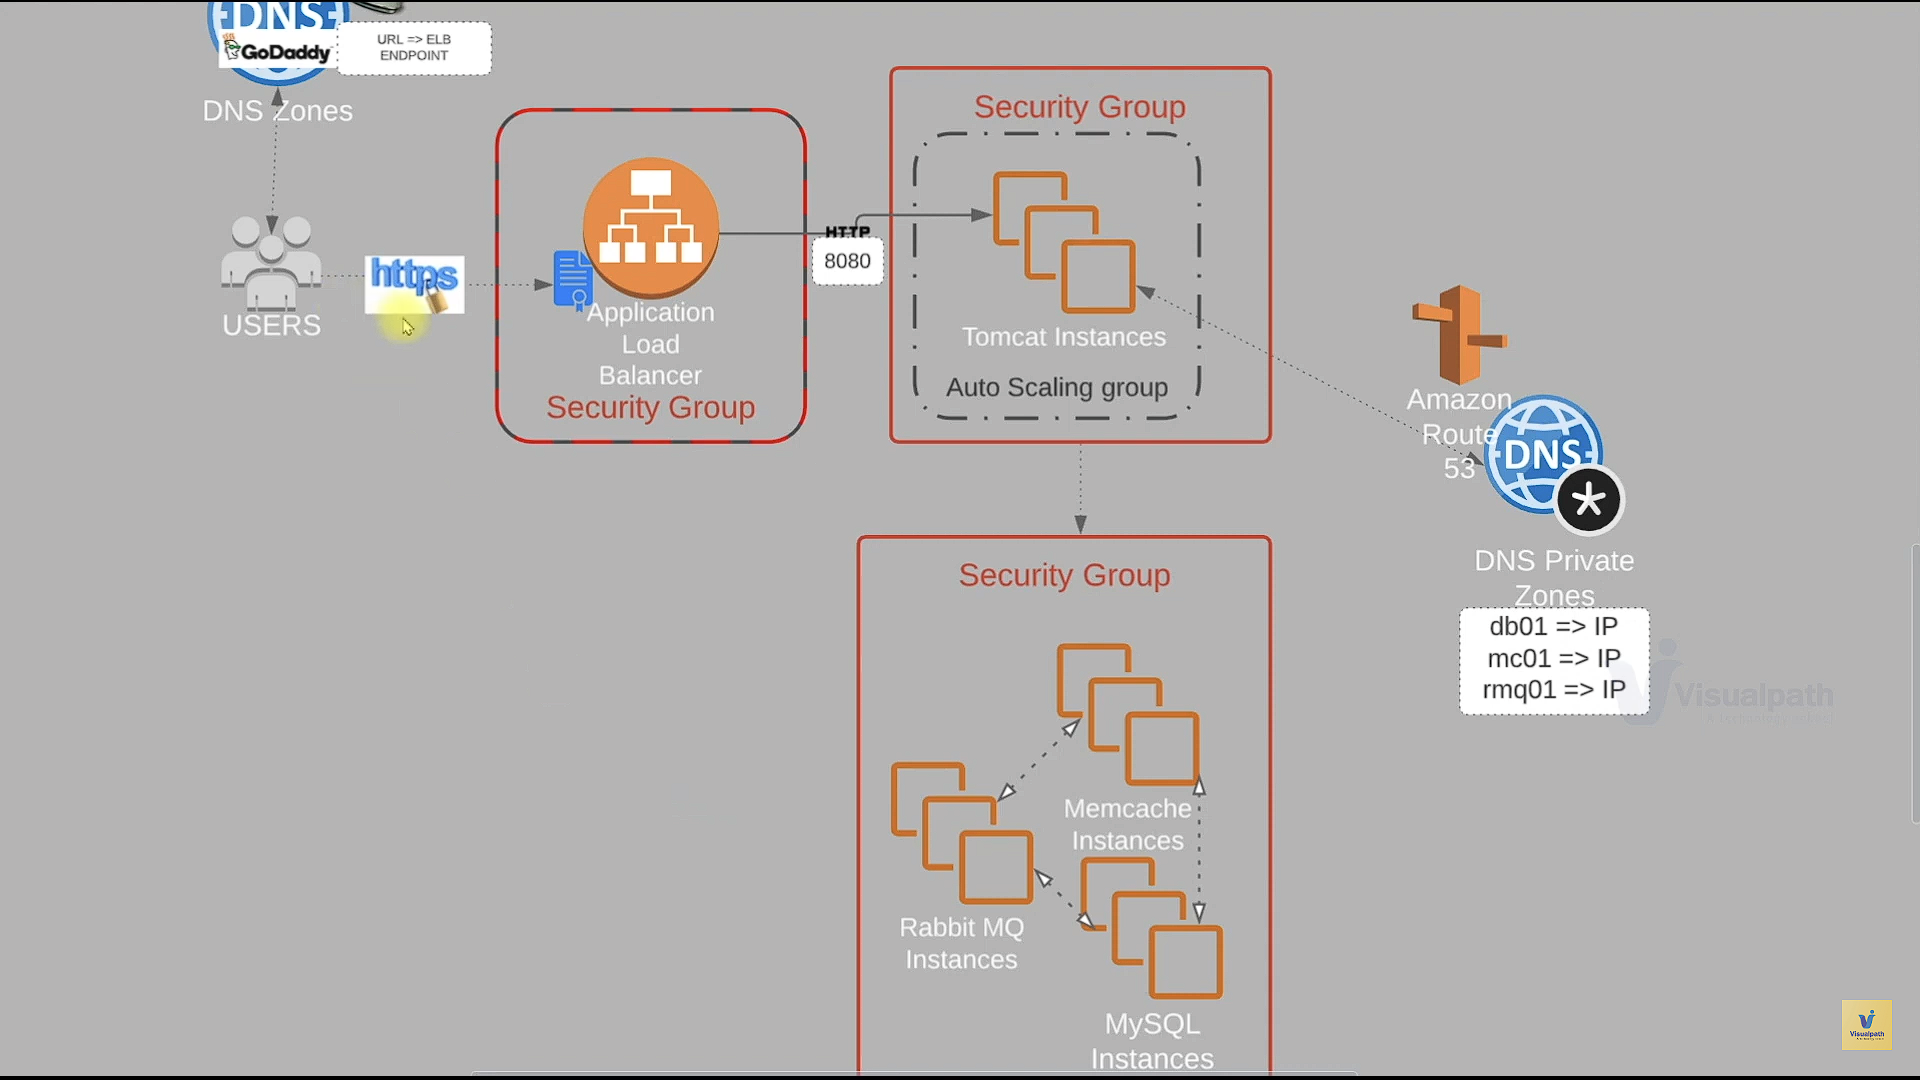 DNS
GoDaddy
URL => ELB
ENDPOINT
DNS Zones
USERS
https
Application
Load
Balancer
Security Group
HTTP
8080
Security Group
Tomcat Instances
Auto Scaling group
Amazon
Route
53
DNS
DNS Private
Zones
db01 => IP
mc01 => IP
rmq01 => IP
Visualpath
Security Group
Memcache
Instances
Rabbit MQ
Instances
MySQL
Instances
Visualpath